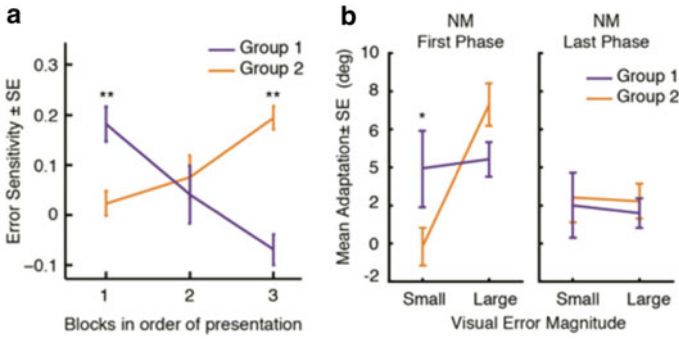 a
Error Sensitivity ± SE
0.3
0.2
0.1
0
−0.1
Group 1
Group 2
**
**
1
2
3
Blocks in order of presentation
b
Mean Adaptation± SE (deg)
NM
First Phase
10
8
6
5
2
0
-2
*
Small
Large
NM
Last Phase
Group 1
Group 2
Small
Large
Visual Error Magnitude